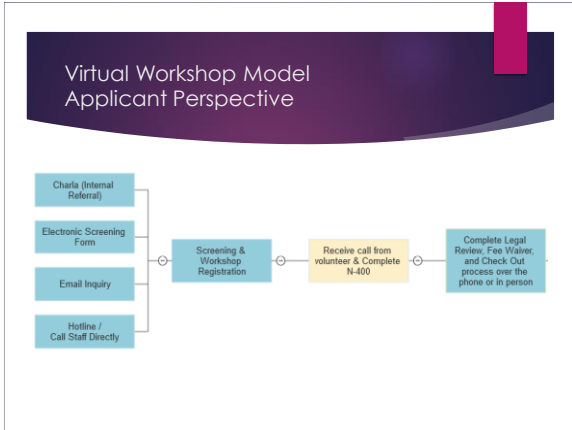 Virtual Workshop Model
Applicant Perspective
Charla (Internal
Referral)
Electronic Screening
Form
Email Inquiry
Hotline /
Call Staff Directly
Screening &
Workshop
Registration
Receive call from
volunteer & Complete
N-400
Complete Legal
Review, Fee Waiver,
and Check Out
process over the
phone or in person